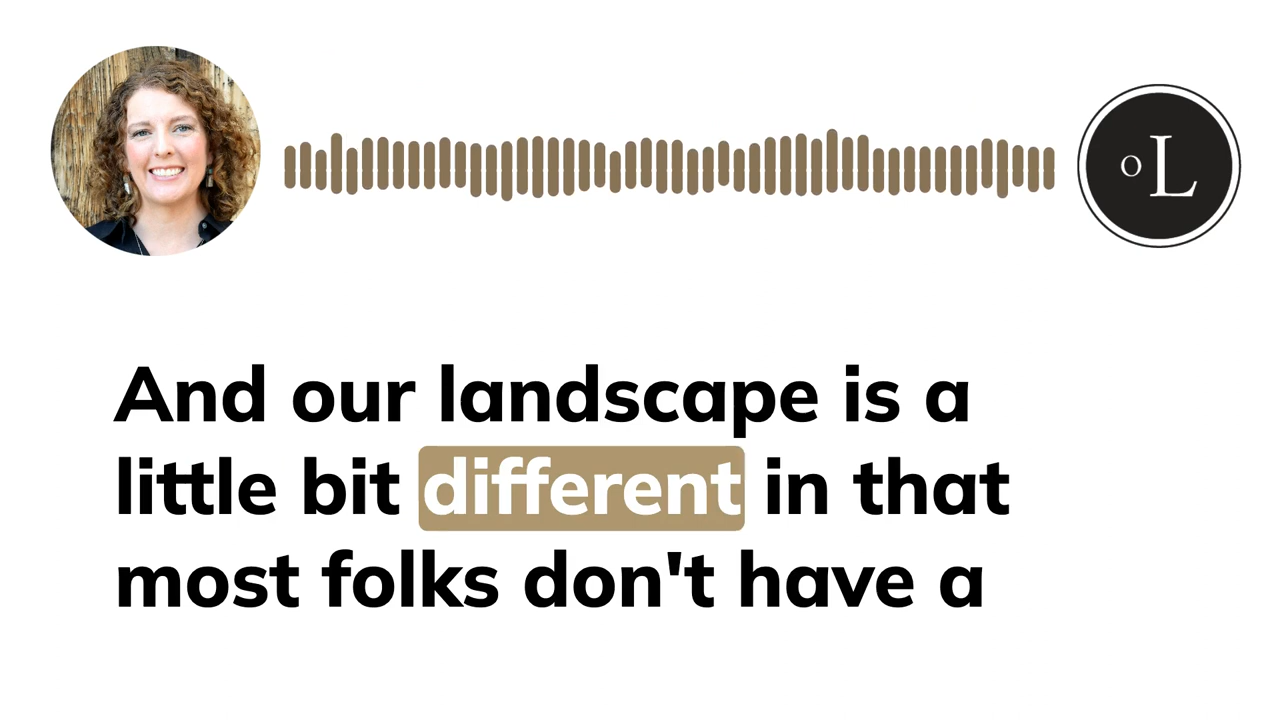 oL
And our landscape is a
little bit different in that
most folks don't have a